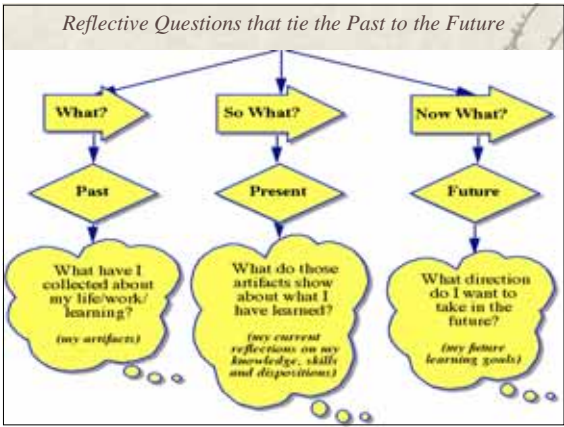 Reflective Questions that tie the Past to the Future
What?
So What?
Now What?
Past
Present
Future
What have I
collected about
my life/work/
learning?
(my artifacts)
What do those
artifacts show
about what I
have learned?
(my current
reflections on my
knowledge, skills
and dispositions)
What direction
do I want to
take in the
future?
(my future
learning goals)